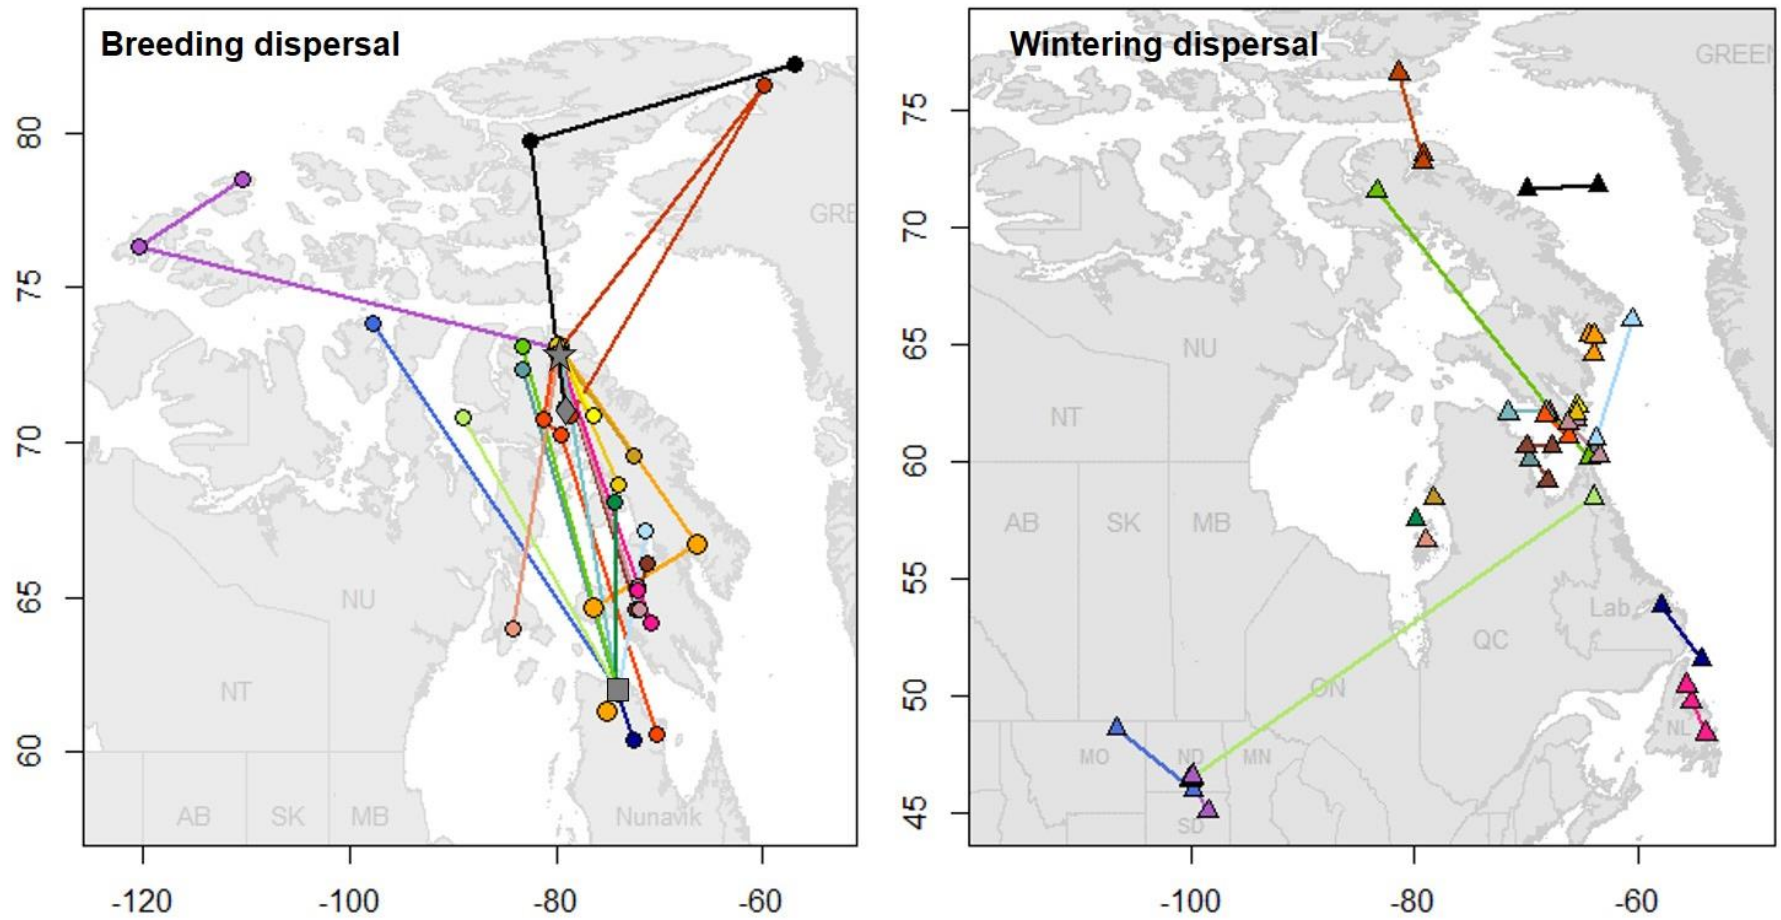 Breeding dispersal
80
75
70
65
60
GRE
NU
NT
AB SK MB
Nunavik
-120 -100 -80 -60
Wintering dispersal
75
70
65
60
55
50
45
GREEN
NU
NT
AB SK MB
Lab
QC
ON
NL
MO ND MN
SD
-100 -80 -60